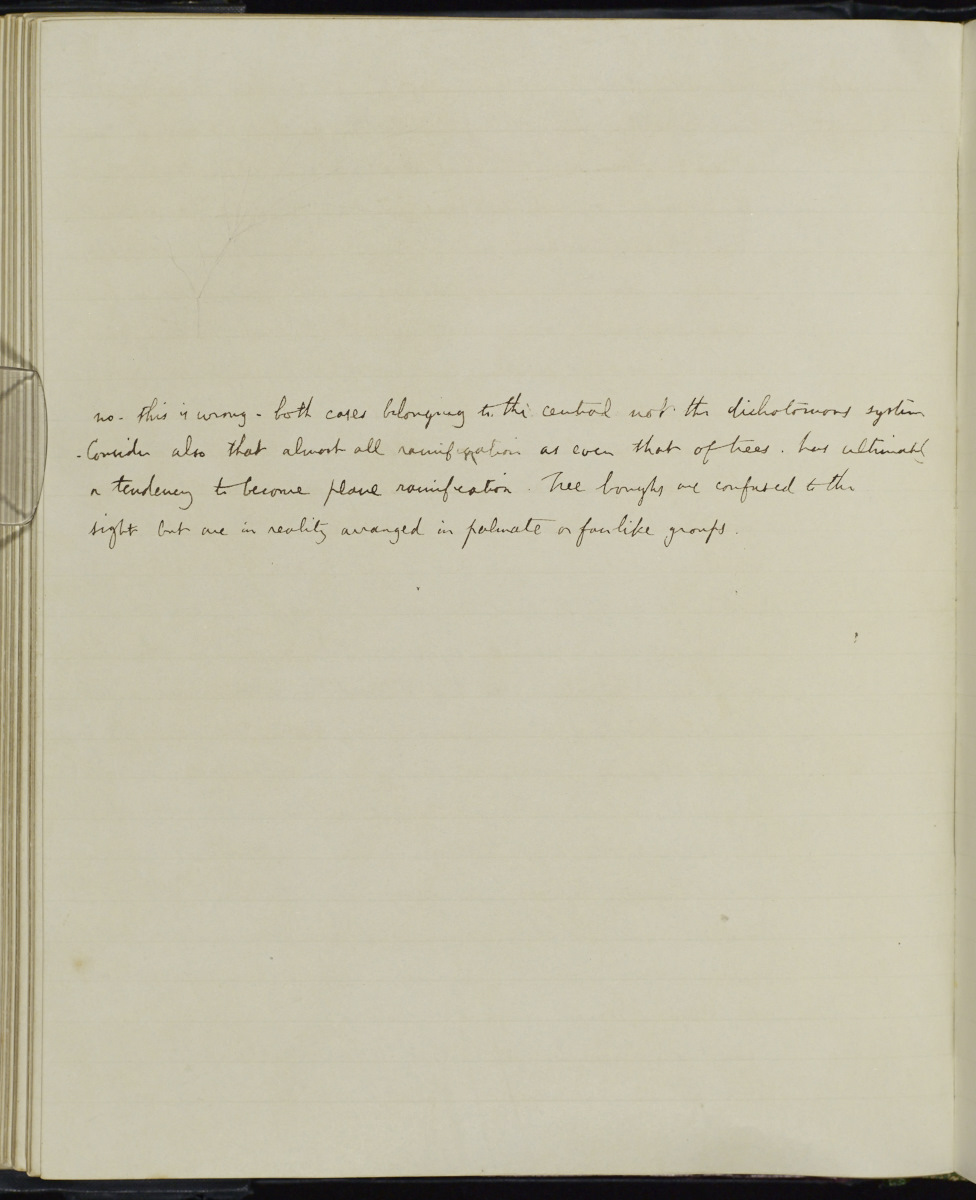 no - this is wrong - both cases belonging to the central not the dichotomous system
- Consider also that almost all ramification as even that of trees . has ultimately
a tendency to become plane ramification . Tree boughs are confused to the
sight but are in reality arranged in palmate or fanlike groups .